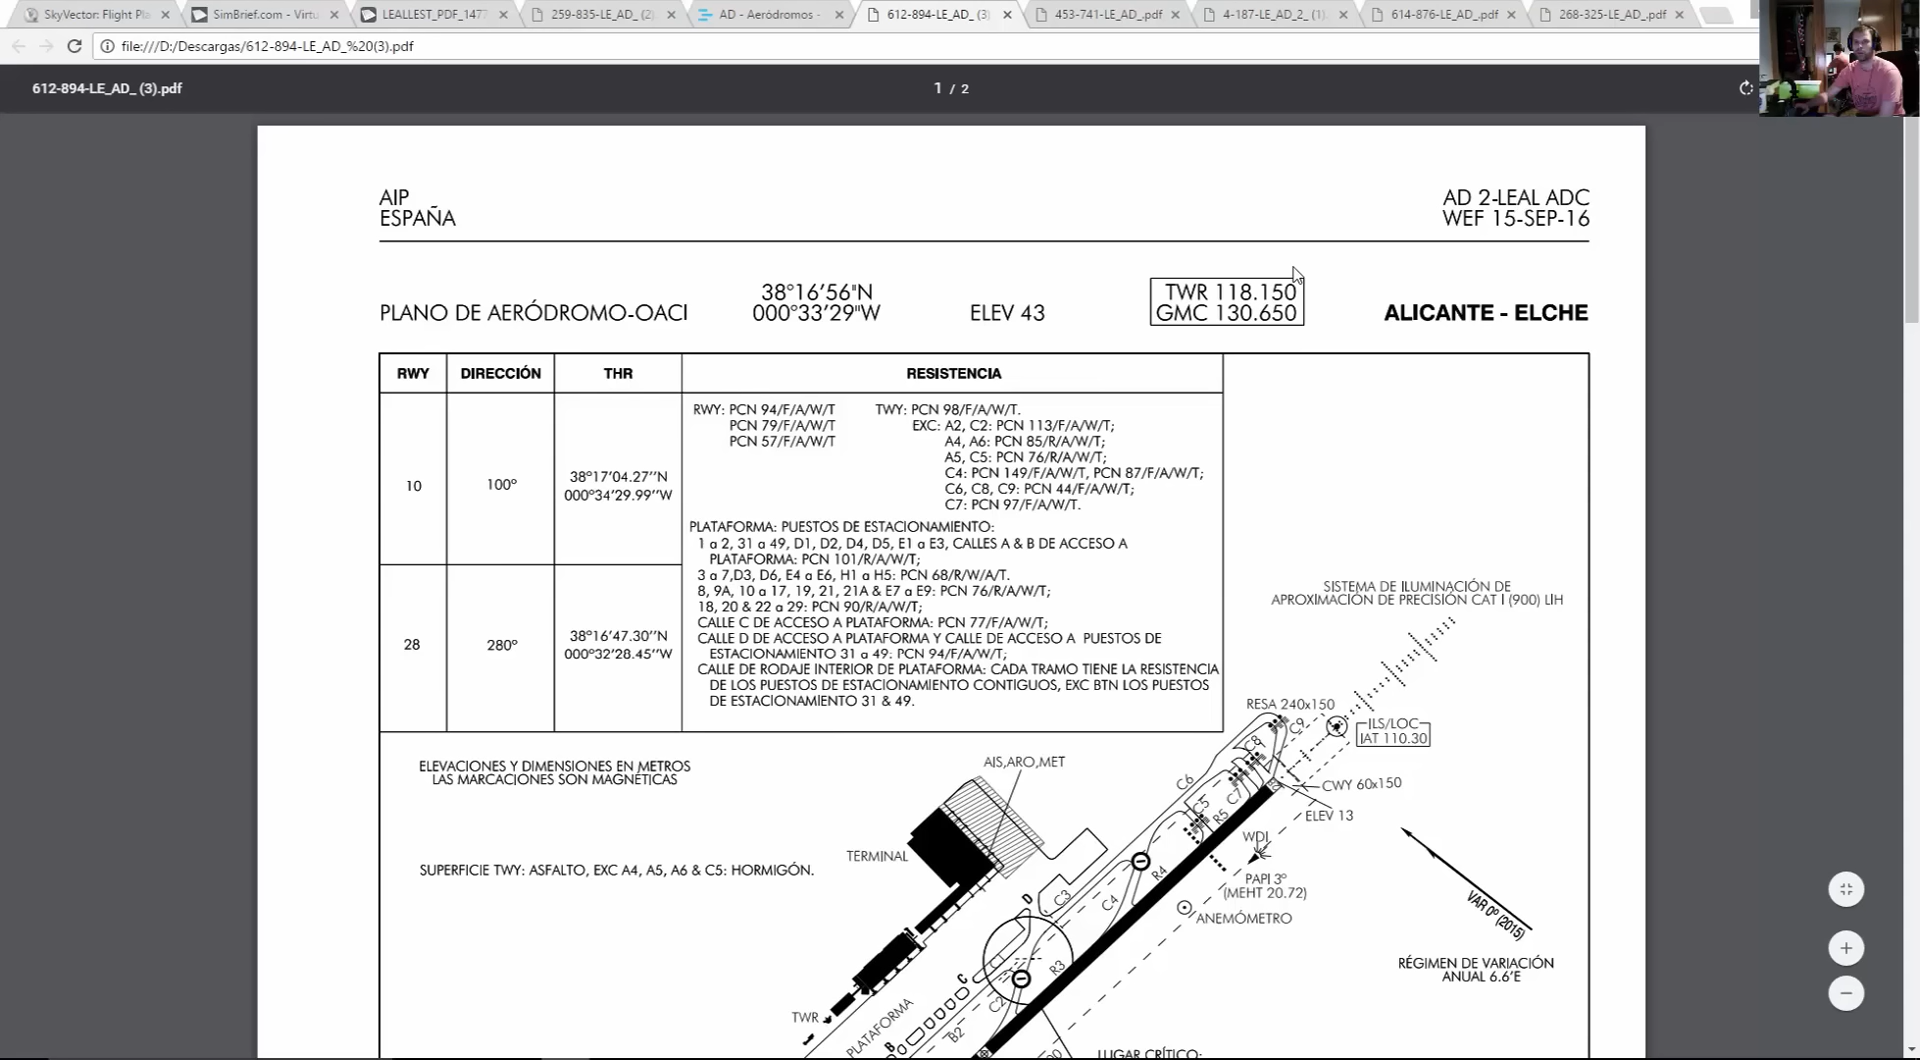 SkyVector: Flight Pl
SimBrief.com - Virtu
LEALLEST_PDF_1477
259-835-LE_AD_ (2)
AD - Aeródromos -
612-894-LE_AD_ (3)
453-741-LE_AD_.pdf
4-187-LE_AD_2_ (1)
614-876-LE_AD_.pdf
268-325-LE_AD_.pdf
file:///D:/Descargas/612-894-LE_AD_%20(3).pdf
612-894-LE_AD_ (3).pdf
1 / 2
AIP
ESPAÑA
AD 2-LEAL ADC
WEF 15-SEP-16
PLANO DE AERÓDROMO-OACI
38°16’56"N
000°33’29"W
ELEV 43
TWR 118.150
GMC 130.650
ALICANTE - ELCHE
RWY DIRECCIÓN THR RESISTENCIA
10 100º 38º17’04.27’’N
000º34’29.99’’W
28 280º 38º16’47.30’’N
000º32’28.45’’W
RWY: PCN 94/F/A/W/T
PCN 79/F/A/W/T
PCN 57/F/A/W/T
TWY: PCN 98/F/A/W/T.
EXC: A2, C2: PCN 113/F/A/W/T;
A4, A6: PCN 85/R/A/W/T;
A5, C5: PCN 76/R/A/W/T;
C4: PCN 149/F/A/W/T, PCN 87/F/A/W/T;
C6, C8, C9: PCN 44/F/A/W/T;
C7: PCN 97/F/A/W/T.
PLATAFORMA: PUESTOS DE ESTACIONAMIENTO:
1 a 2, 31 a 49, D1, D2, D4, D5, E1 a E3, CALLES A & B DE ACCESO A
PLATAFORMA: PCN 101/R/A/W/T;
3 a 7,D3, D6, E4 a E6, H1 a H5: PCN 68/R/W/A/T.
8, 9A, 10 a 17, 19, 21, 21A & E7 a E9: PCN 76/R/A/W/T;
18, 20 & 22 a 29: PCN 90/R/A/W/T;
CALLE C DE ACCESO A PLATAFORMA: PCN 77/F/A/W/T;
CALLE D DE ACCESO A PLATAFORMA Y CALLE DE ACCESO A PUESTOS DE
ESTACIONAMIENTO 31 a 49: PCN 94/F/A/W/T;
CALLE DE RODAJE INTERIOR DE PLATAFORMA: CADA TRAMO TIENE LA RESISTENCIA
DE LOS PUESTOS DE ESTACIONAMIENTO CONTIGUOS, EXC BTN LOS PUESTOS
DE ESTACIONAMIENTO 31 & 49.
SISTEMA DE ILUMINACIÓN DE
APROXIMACIÓN DE PRECISIÓN CAT I (900) LIH
RESA 240x150
ILS/LOC
IAT 110.30
C9
C8
C7
C6
C5
R5
CWY 60x150
ELEV 13
ELEVACIONES Y DIMENSIONES EN METROS
LAS MARCACIONES SON MAGNÉTICAS
AIS,ARO,MET
TERMINAL
SUPERFICIE TWY: ASFALTO, EXC A4, A5, A6 & C5: HORMIGÓN.
WDI
PAPI 3º
(MEHT 20.72)
ANEMÓMETRO
VAR 0º (2015)
RÉGIMEN DE VARIACIÓN
ANUAL 6.6’E
R4
C4
C3
D
R3
C
C2
B2
B
TWR
PLATAFORMA
LUGAR CRÍTICO: